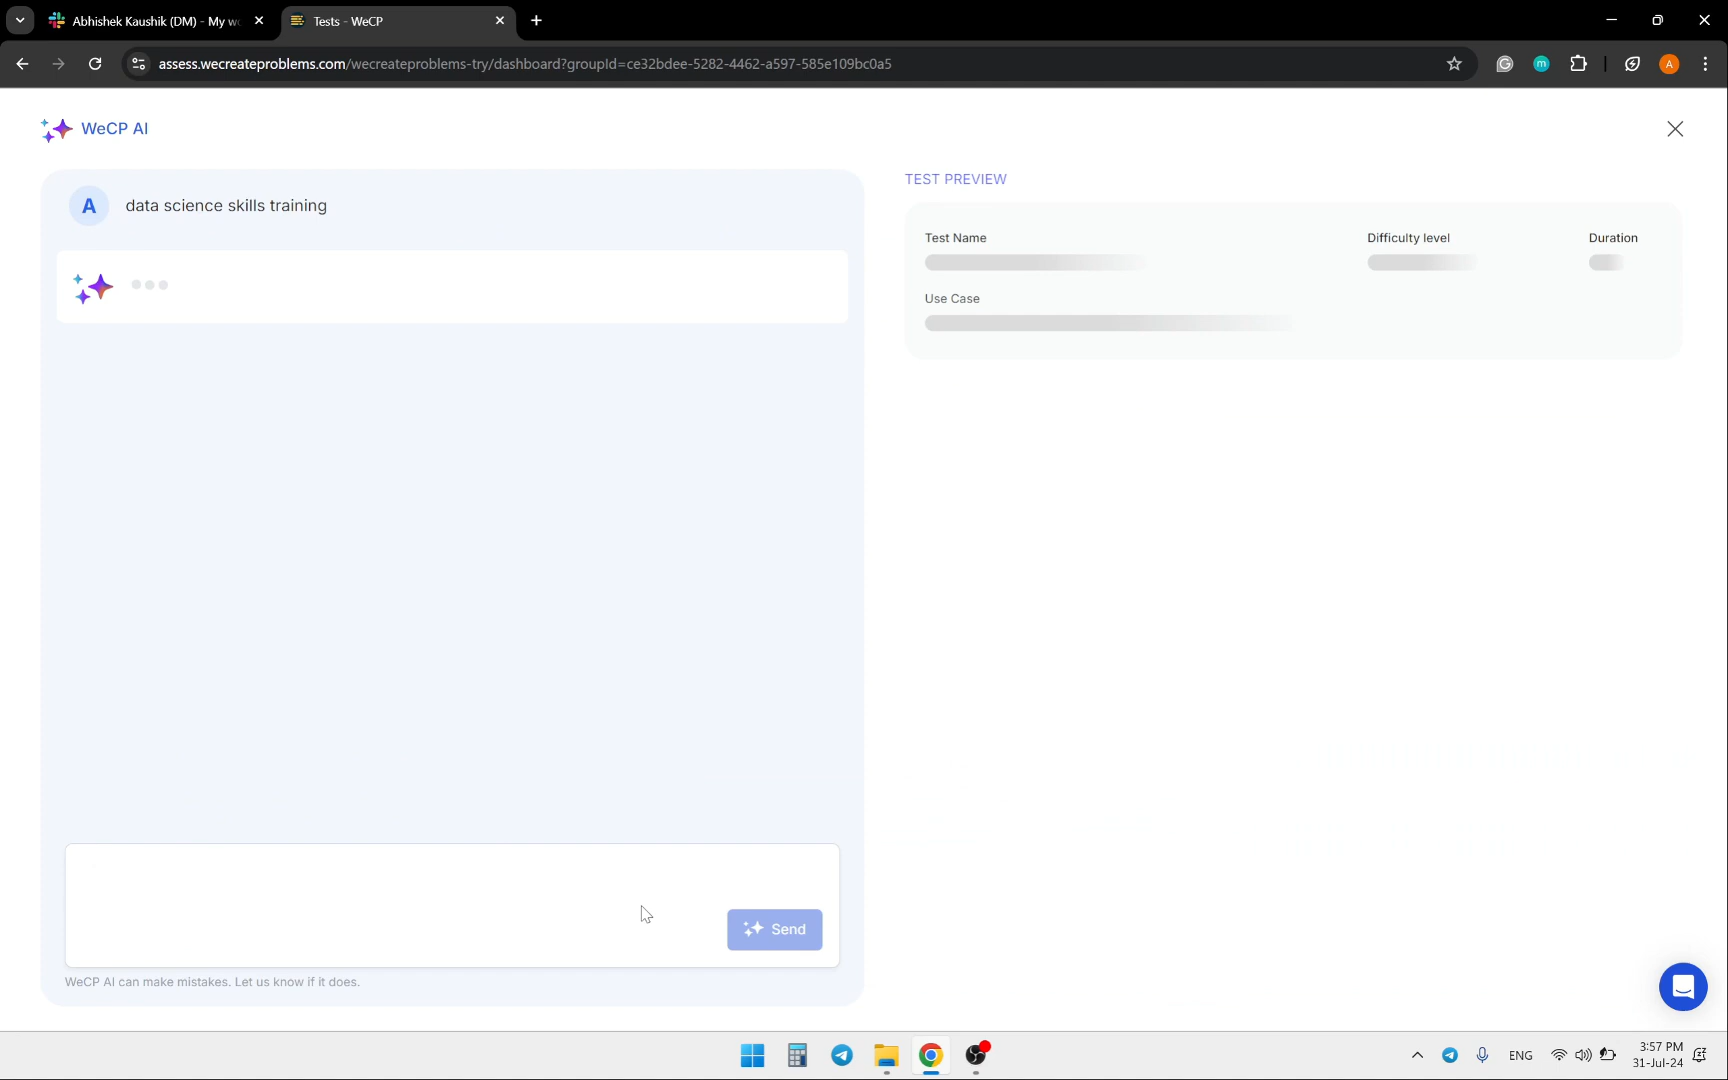 Abhishek Kaushik (DM) - My wo
Tests - WeCP
assess.wecreateproblems.com/wecreateproblems-try/dashboard?groupId=ce32bdee-5282-4462-a597-585e109bc0a5
A
WeCP AI
A data science skills training
TEST PREVIEW
Test Name Difficulty level Duration
Use Case
Send
WeCP AI can make mistakes. Let us know if it does.
ENG
3:57 PM
31-Jul-24